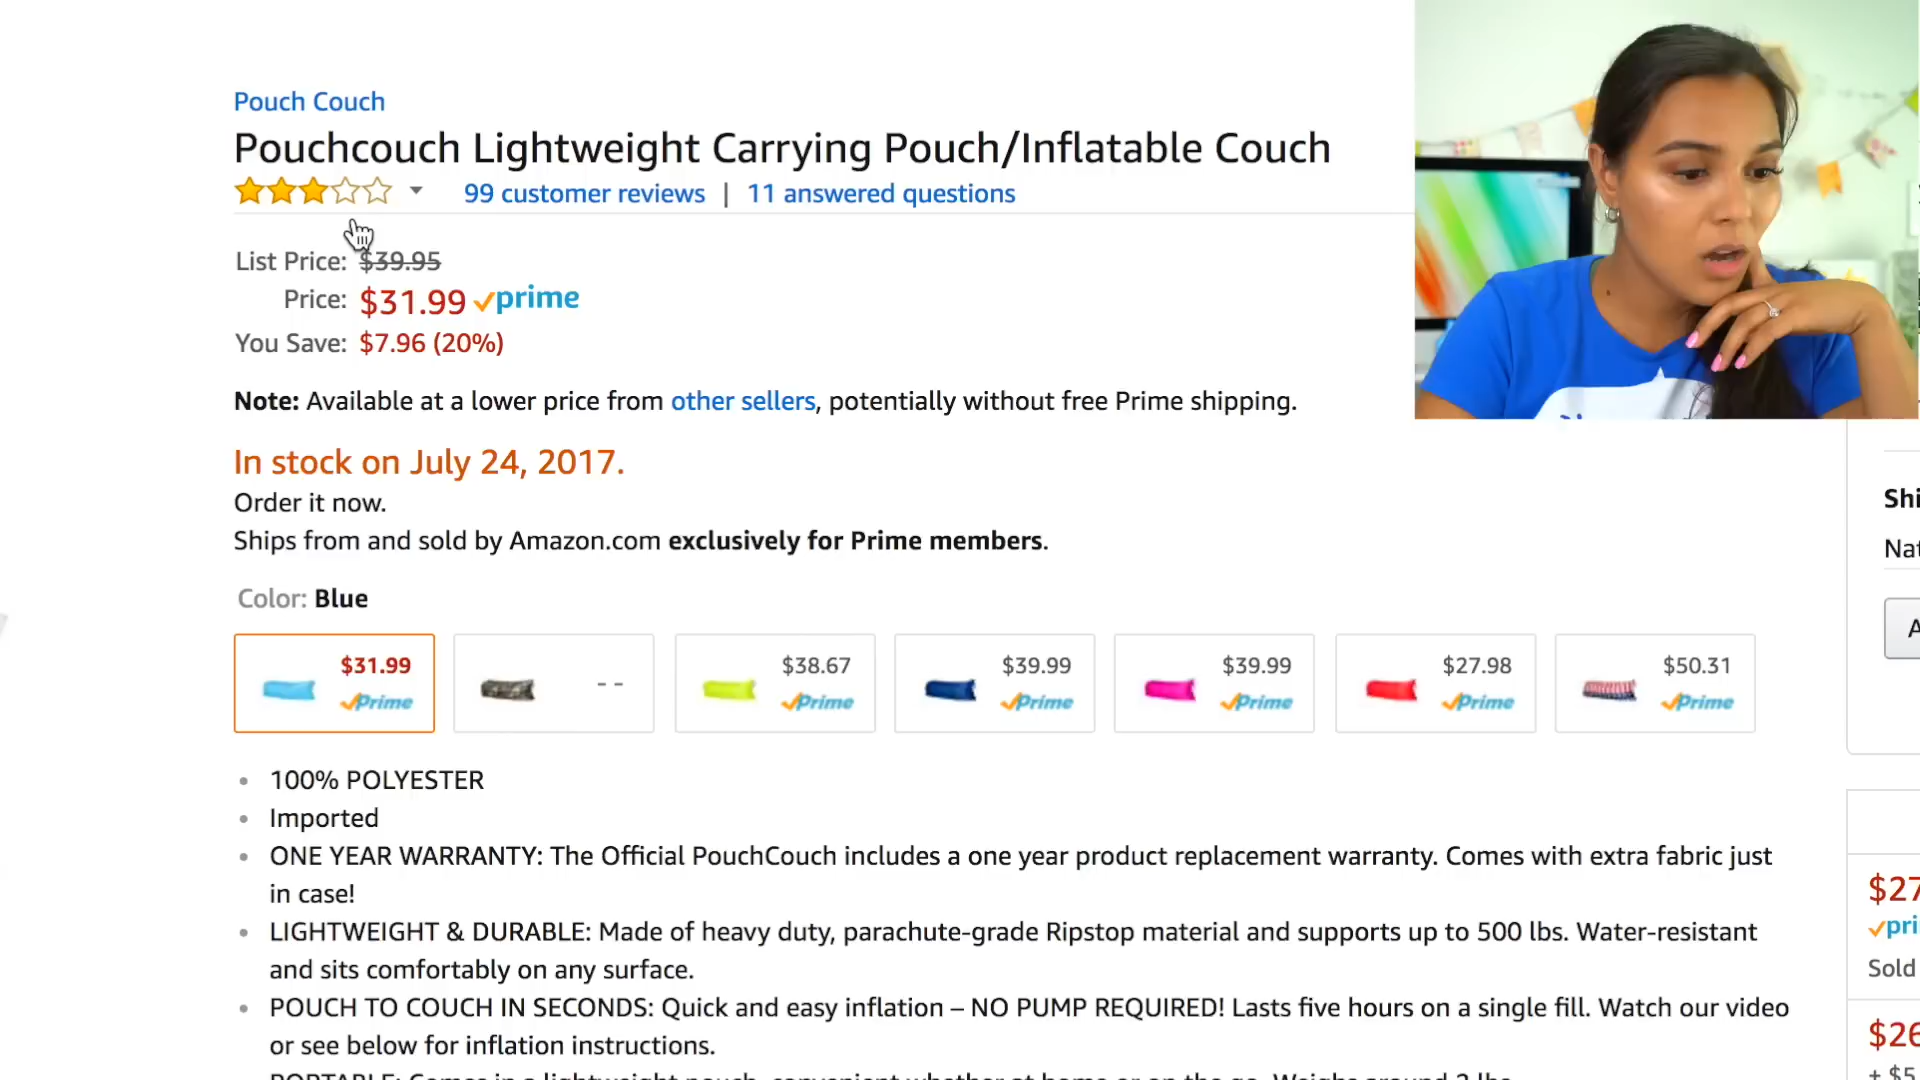 Pouch Couch
Pouchcouch Lightweight Carrying Pouch/Inflatable Couch
99 customer reviews | 11 answered questions
List Price: $39.95
Price: $31.99 prime
You Save: $7.96 (20%)
Note: Available at a lower price from other sellers, potentially without free Prime shipping.
In stock on July 24, 2017.
Order it now.
Ships from and sold by Amazon.com exclusively for Prime members.
Color: Blue
$31.99 -- $38.67 $39.99 $39.99 $27.98 $50.31
Prime Prime Prime Prime Prime Prime
• 100% POLYESTER
• Imported
• ONE YEAR WARRANTY: The Official PouchCouch includes a one year product replacement warranty. Comes with extra fabric just
in case!
• LIGHTWEIGHT & DURABLE: Made of heavy duty, parachute-grade Ripstop material and supports up to 500 lbs. Water-resistant
and sits comfortably on any surface.
• POUCH TO COUCH IN SECONDS: Quick and easy inflation – NO PUMP REQUIRED! Lasts five hours on a single fill. Watch our video
or see below for inflation instructions.
Shi
Nat
A
$27
pri
Sold
$26
+ $5